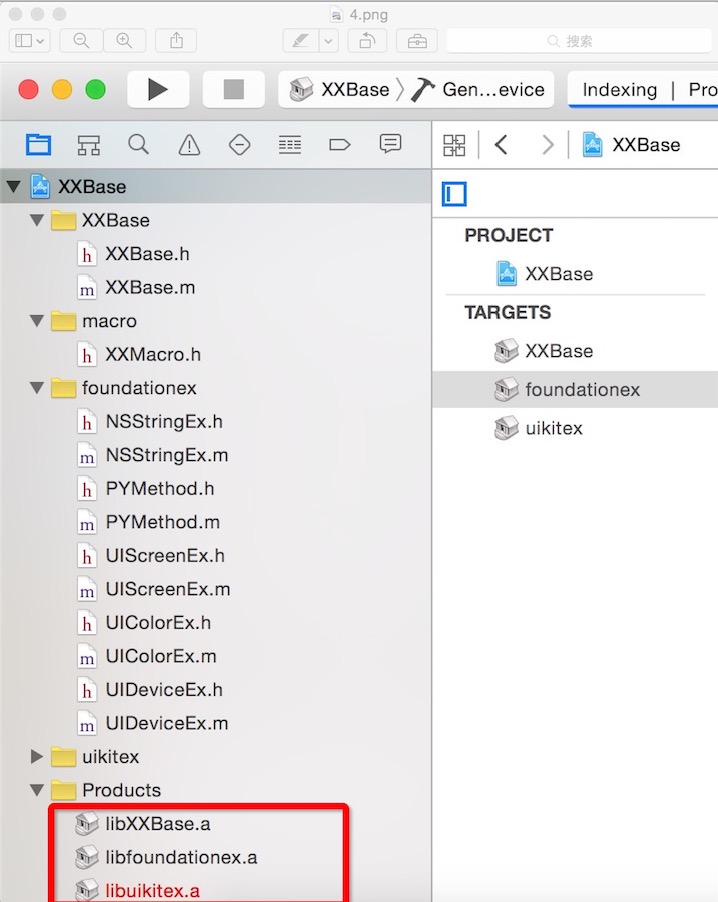 4.png
搜索
XXBase 〉 Gen...evice
Indexing | Pro
XXBase
XXBase
PROJECT
XXBase
XXBase
h XXBase.h
m XXBase.m
TARGETS
macro
h XXMacro.h
XXBase
foundationex
foundationex
h NSStringEx.h
uikitex
m NSStringEx.m
h PYMethod.h
m PYMethod.m
h UIScreenEx.h
m UIScreenEx.m
h UIColorEx.h
m UIColorEx.m
h UIDeviceEx.h
m UIDeviceEx.m
uikitex
Products
libXXBase.a
libfoundationex.a
libuikitex.a